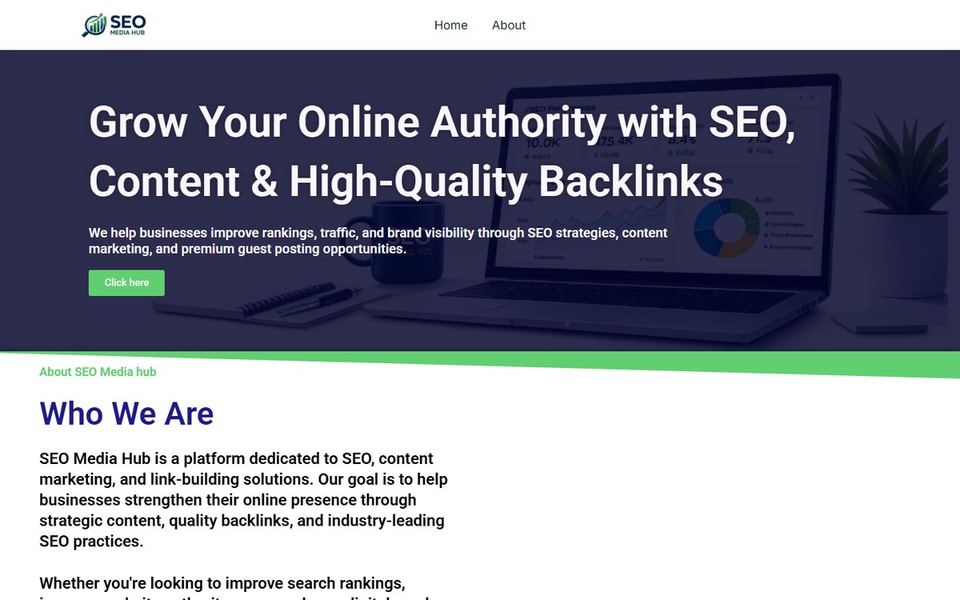 SEO
MEDIA HUB
Home
About
Grow Your Online Authority with SEO,
Content & High-Quality Backlinks
We help businesses improve rankings, traffic, and brand visibility through SEO strategies, content
marketing, and premium guest posting opportunities.
Click here
About SEO Media hub
Who We Are
SEO Media Hub is a platform dedicated to SEO, content
marketing, and link-building solutions. Our goal is to help
businesses strengthen their online presence through
strategic content, quality backlinks, and industry-leading
SEO practices.
Whether you're looking to improve search rankings,